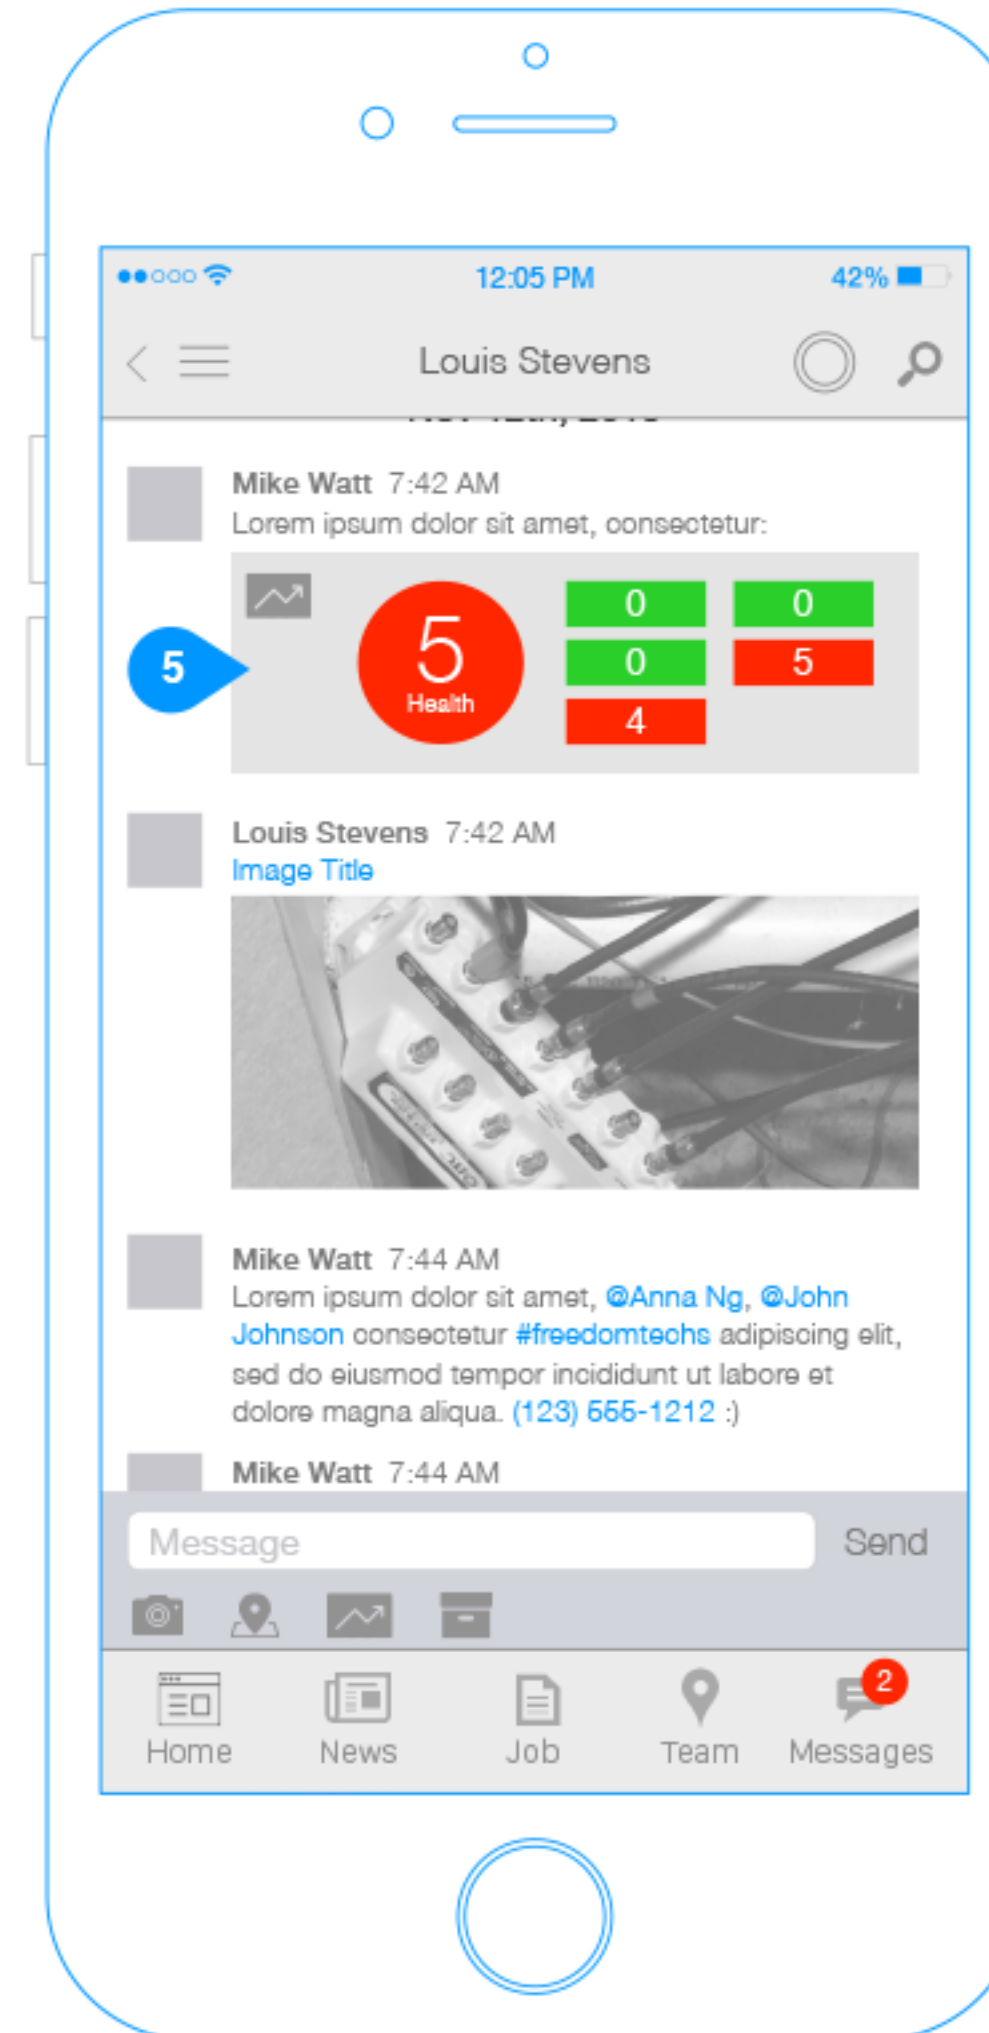 12:05 PM
42%
Louis Stevens
Mike Watt 7:42 AM
Lorem ipsum dolor sit amet, consectetur:
5
5
Health
0 0
0 5
4
Louis Stevens 7:42 AM
Image Title
Mike Watt 7:44 AM
Lorem ipsum dolor sit amet, @Anna Ng, @John
Johnson consectetur #freedomtechs adipiscing elit,
sed do eiusmod tempor incididunt ut labore et
dolore magna aliqua. (123) 555-1212 :)
Mike Watt 7:44 AM
Message
Send
2
Home News Job Team Messages